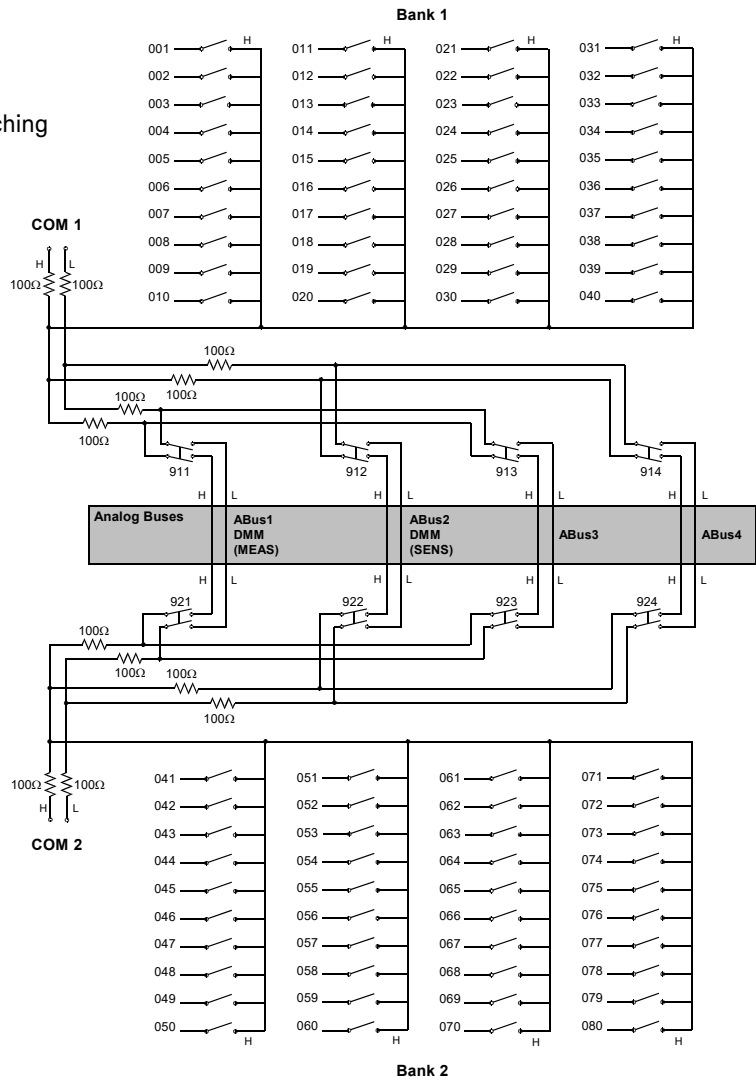 Bank 1
H H H H
001 011 021 031
002 012 022 032
003 013 023 033
ching
004 014 024 034
005 015 025 035
006 016 026 036
007 017 027 037
COM 1
008 018 028 038
H L
009 019 029 039
100Ω 100Ω
010 020 030 040
100Ω
100Ω
100Ω
100Ω
911 912 913 914
H L H L H L H L
Analog Buses
ABus1
DMM
(MEAS)
ABus2
DMM
(SENS)
ABus3
ABus4
H L H L H L H L
921 922 923 924
100Ω
100Ω
100Ω
100Ω
100Ω 100Ω
H L
COM 2
041 051 061 071
042 052 062 072
043 053 063 073
044 054 064 074
045 055 065 075
046 056 066 076
047 057 067 077
048 058 068 078
049 059 069 079
050 060 070 080
H H H H
Bank 2